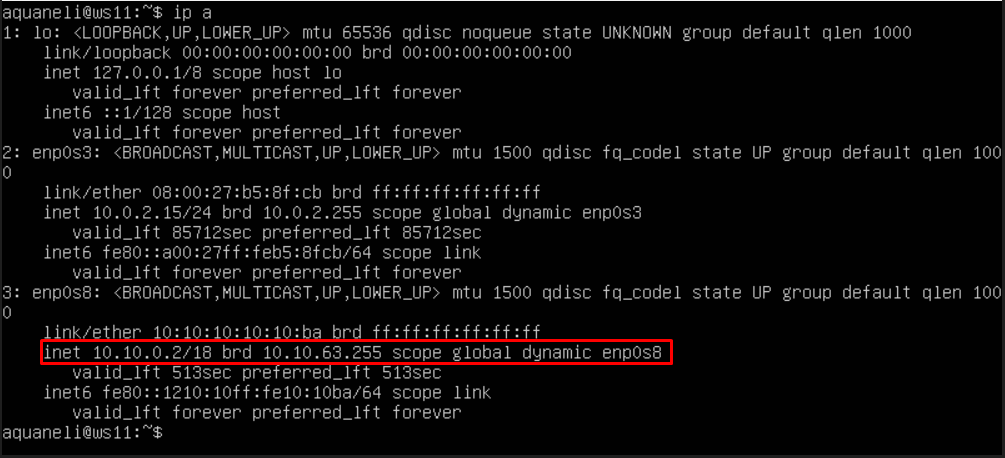 aquaneli@ws11:~$ ip a
1: lo: <LOOPBACK,UP,LOWER_UP> mtu 65536 qdisc noqueue state UNKNOWN group default qlen 1000
    link/loopback 00:00:00:00:00:00 brd 00:00:00:00:00:00
    inet 127.0.0.1/8 scope host lo
       valid_lft forever preferred_lft forever
    inet6 ::1/128 scope host
       valid_lft forever preferred_lft forever
2: enp0s3: <BROADCAST,MULTICAST,UP,LOWER_UP> mtu 1500 qdisc fq_codel state UP group default qlen 100
0
    link/ether 08:00:27:b5:8f:cb brd ff:ff:ff:ff:ff:ff
    inet 10.0.2.15/24 brd 10.0.2.255 scope global dynamic enp0s3
       valid_lft 85712sec preferred_lft 85712sec
    inet6 fe80::a00:27ff:feb5:8fcb/64 scope link
       valid_lft forever preferred_lft forever
3: enp0s8: <BROADCAST,MULTICAST,UP,LOWER_UP> mtu 1500 qdisc fq_codel state UP group default qlen 100
0
    link/ether 10:10:10:10:10:ba brd ff:ff:ff:ff:ff:ff
    inet 10.10.0.2/18 brd 10.10.63.255 scope global dynamic enp0s8
       valid_lft 513sec preferred_lft 513sec
    inet6 fe80::1210:10ff:fe10:10ba/64 scope link
       valid_lft forever preferred_lft forever
aquaneli@ws11:~$